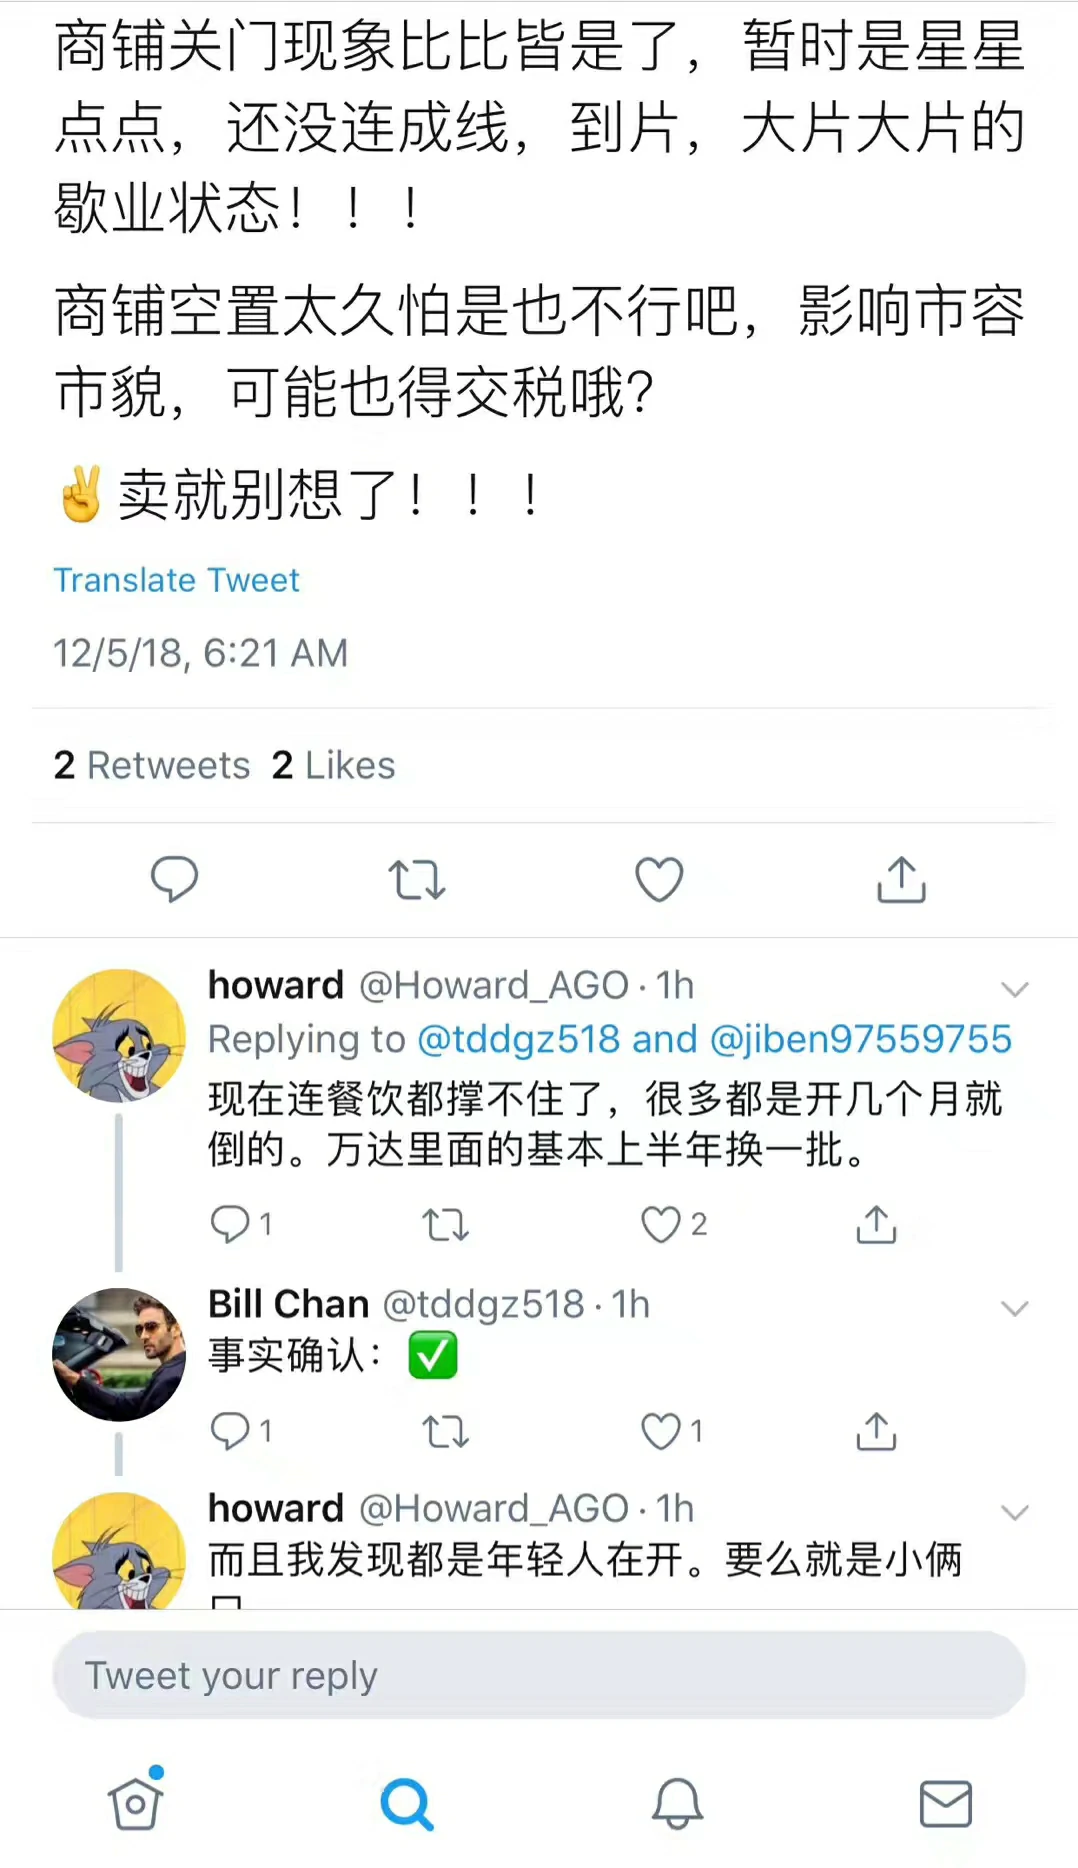 商铺关门现象比比皆是了，暂时是星星
点点，还没连成线，到片，大片大片的
歇业状态！！！
商铺空置太久怕是也不行吧，影响市容
市貌，可能也得交税哦?
✌卖就别想了！！！
Translate Tweet
12/5/18, 6:21 AM
2 Retweets 2 Likes
howard @Howard_AGO · 1h
Replying to @tddgz518 and @jiben97559755
现在连餐饮都撑不住了，很多都是开几个月就
倒的。万达里面的基本上半年换一批。
1 2
Bill Chan @tddgz518 · 1h
事实确认：✅
1 1
howard @Howard_AGO · 1h
而且我发现都是年轻人在开。要么就是小俩
Tweet your reply